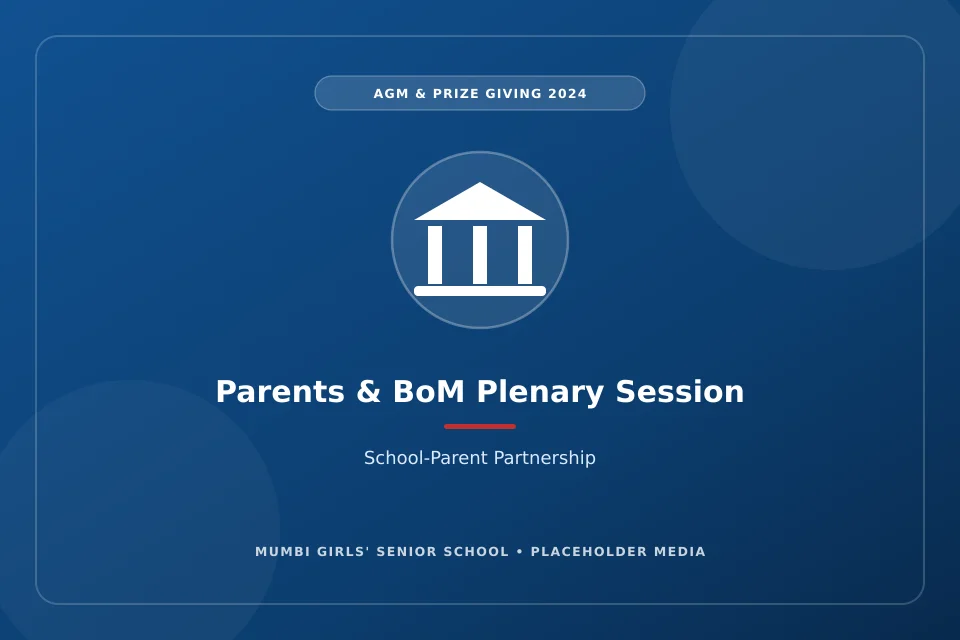 AGM & PRIZE GIVING 2024
Parents & BoM Plenary Session
School-Parent Partnership
MUMBI GIRLS' SENIOR SCHOOL • PLACEHOLDER MEDIA